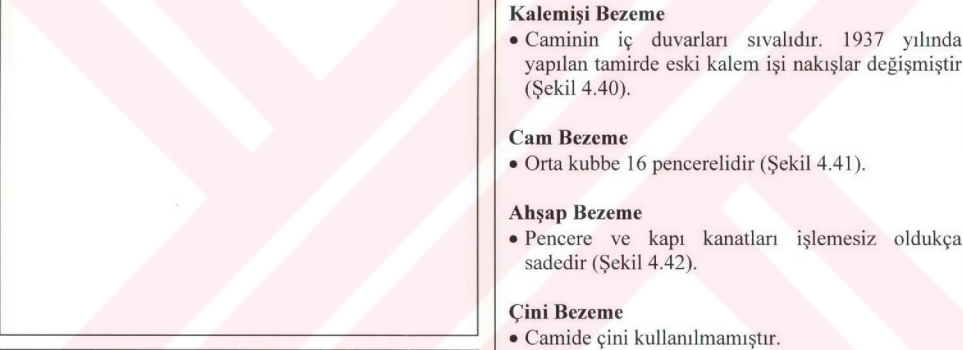 Kalemişi Bezeme
• Caminin iç duvarları sıvalıdır. 1937 yılında
yapılan tamirde eski kalem işi nakışlar değişmiştir
(Şekil 4.40).
Cam Bezeme
• Orta kubbe 16 pencerelidir (Şekil 4.41).
Ahşap Bezeme
• Pencere ve kapı kanatları işlemesiz oldukça
sadedir (Şekil 4.42).
Çini Bezeme
• Camide çini kullanılmamıştır.